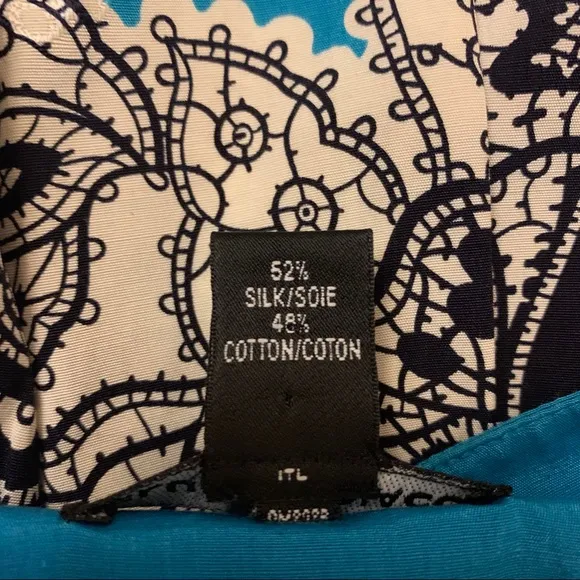 52%
SILK/SOIE
48%
COTTON/COTON
ITL